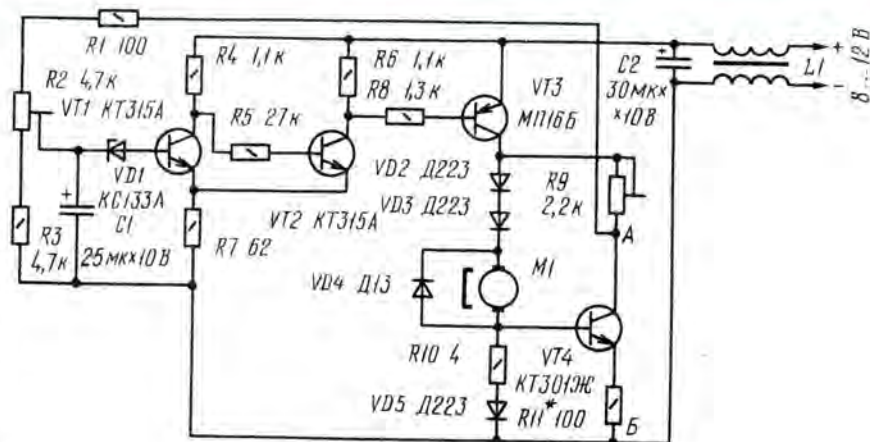 R1 100
R2 4,7к
VT1 КТ315А
VD1
КС133А
C1
25мк×10В
R3
4,7к
R4 1,1к
R5 27к
VT2 КТ315А
R7 62
R6 1,1к
R8 1,3к
VT3
МП16Б
VD2 Д223
VD3 Д223
VD4 Д13
M1
R9
2,2к
А
R10 4
VT4
КТ301Ж
VD5 Д223
R11* 100
Б
C2
30мк×
×10В
L1
+
−
8...12 В
+
+